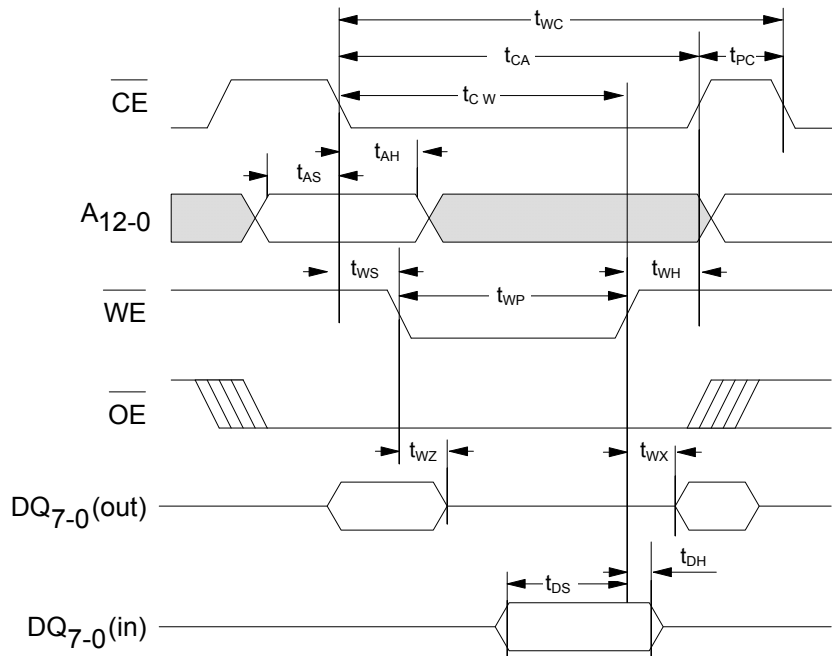 tWC
tCA
tPC
CE
tC W
tAH
tAS
A12-0
tWS
tWH
tWP
WE
OE
tWZ
tWX
DQ7-0(out)
tDH
tDS
DQ7-0(in)